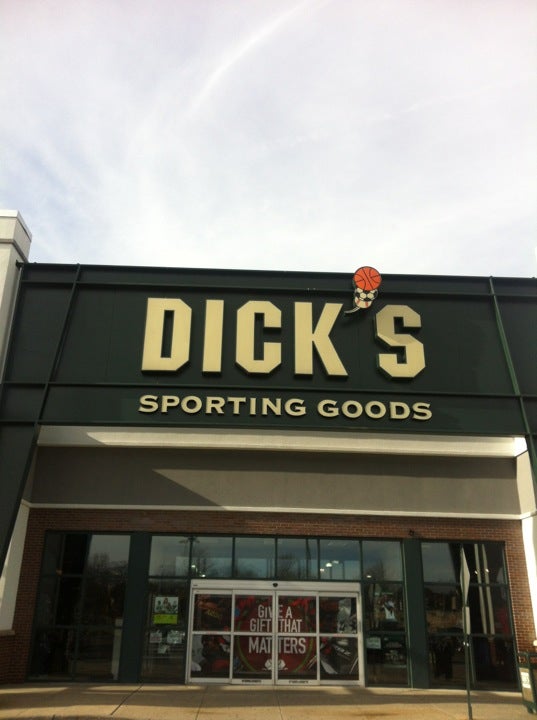 DICK'S
SPORTING GOODS
GIVE A
GIFT THAT
MATTERS